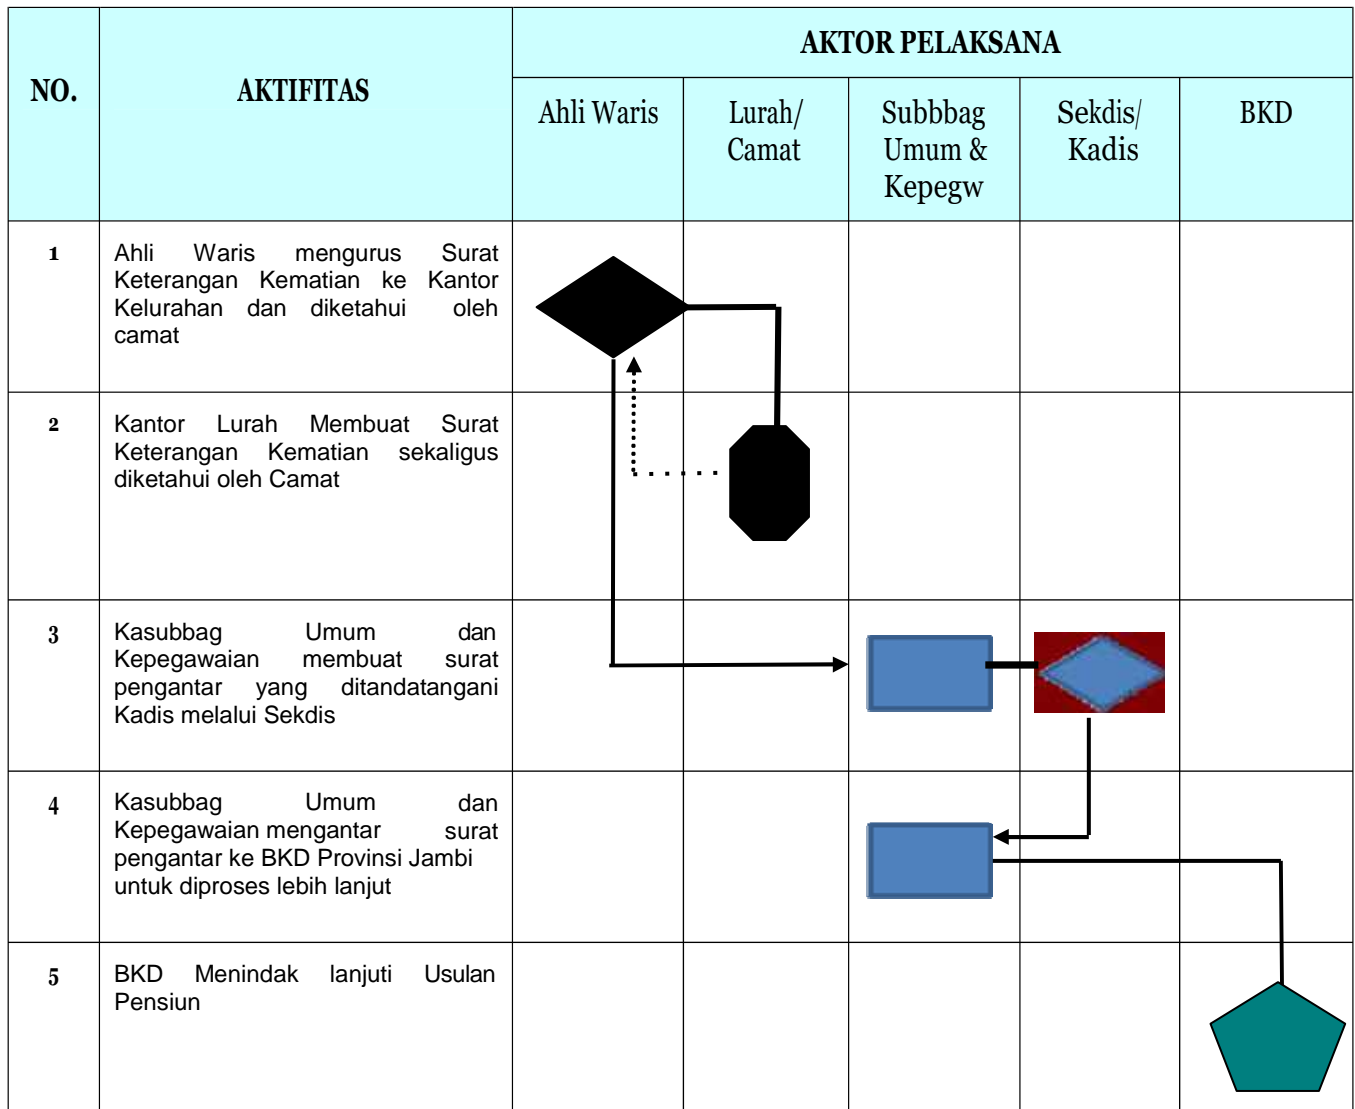 NO.
AKTIFITAS
AKTOR PELAKSANA
Ahli Waris
Lurah/
Camat
Subbbag
Umum &
Kepegw
Sekdis/
Kadis
BKD
1
Ahli Waris mengurus Surat
Keterangan Kematian ke Kantor
Kelurahan dan diketahui oleh
camat
2
Kantor Lurah Membuat Surat
Keterangan Kematian sekaligus
diketahui oleh Camat
3
Kasubbag Umum dan
Kepegawaian membuat surat
pengantar yang ditandatangani
Kadis melalui Sekdis
4
Kasubbag Umum dan
Kepegawaian mengantar surat
pengantar ke BKD Provinsi Jambi
untuk diproses lebih lanjut
5
BKD Menindak lanjuti Usulan
Pensiun